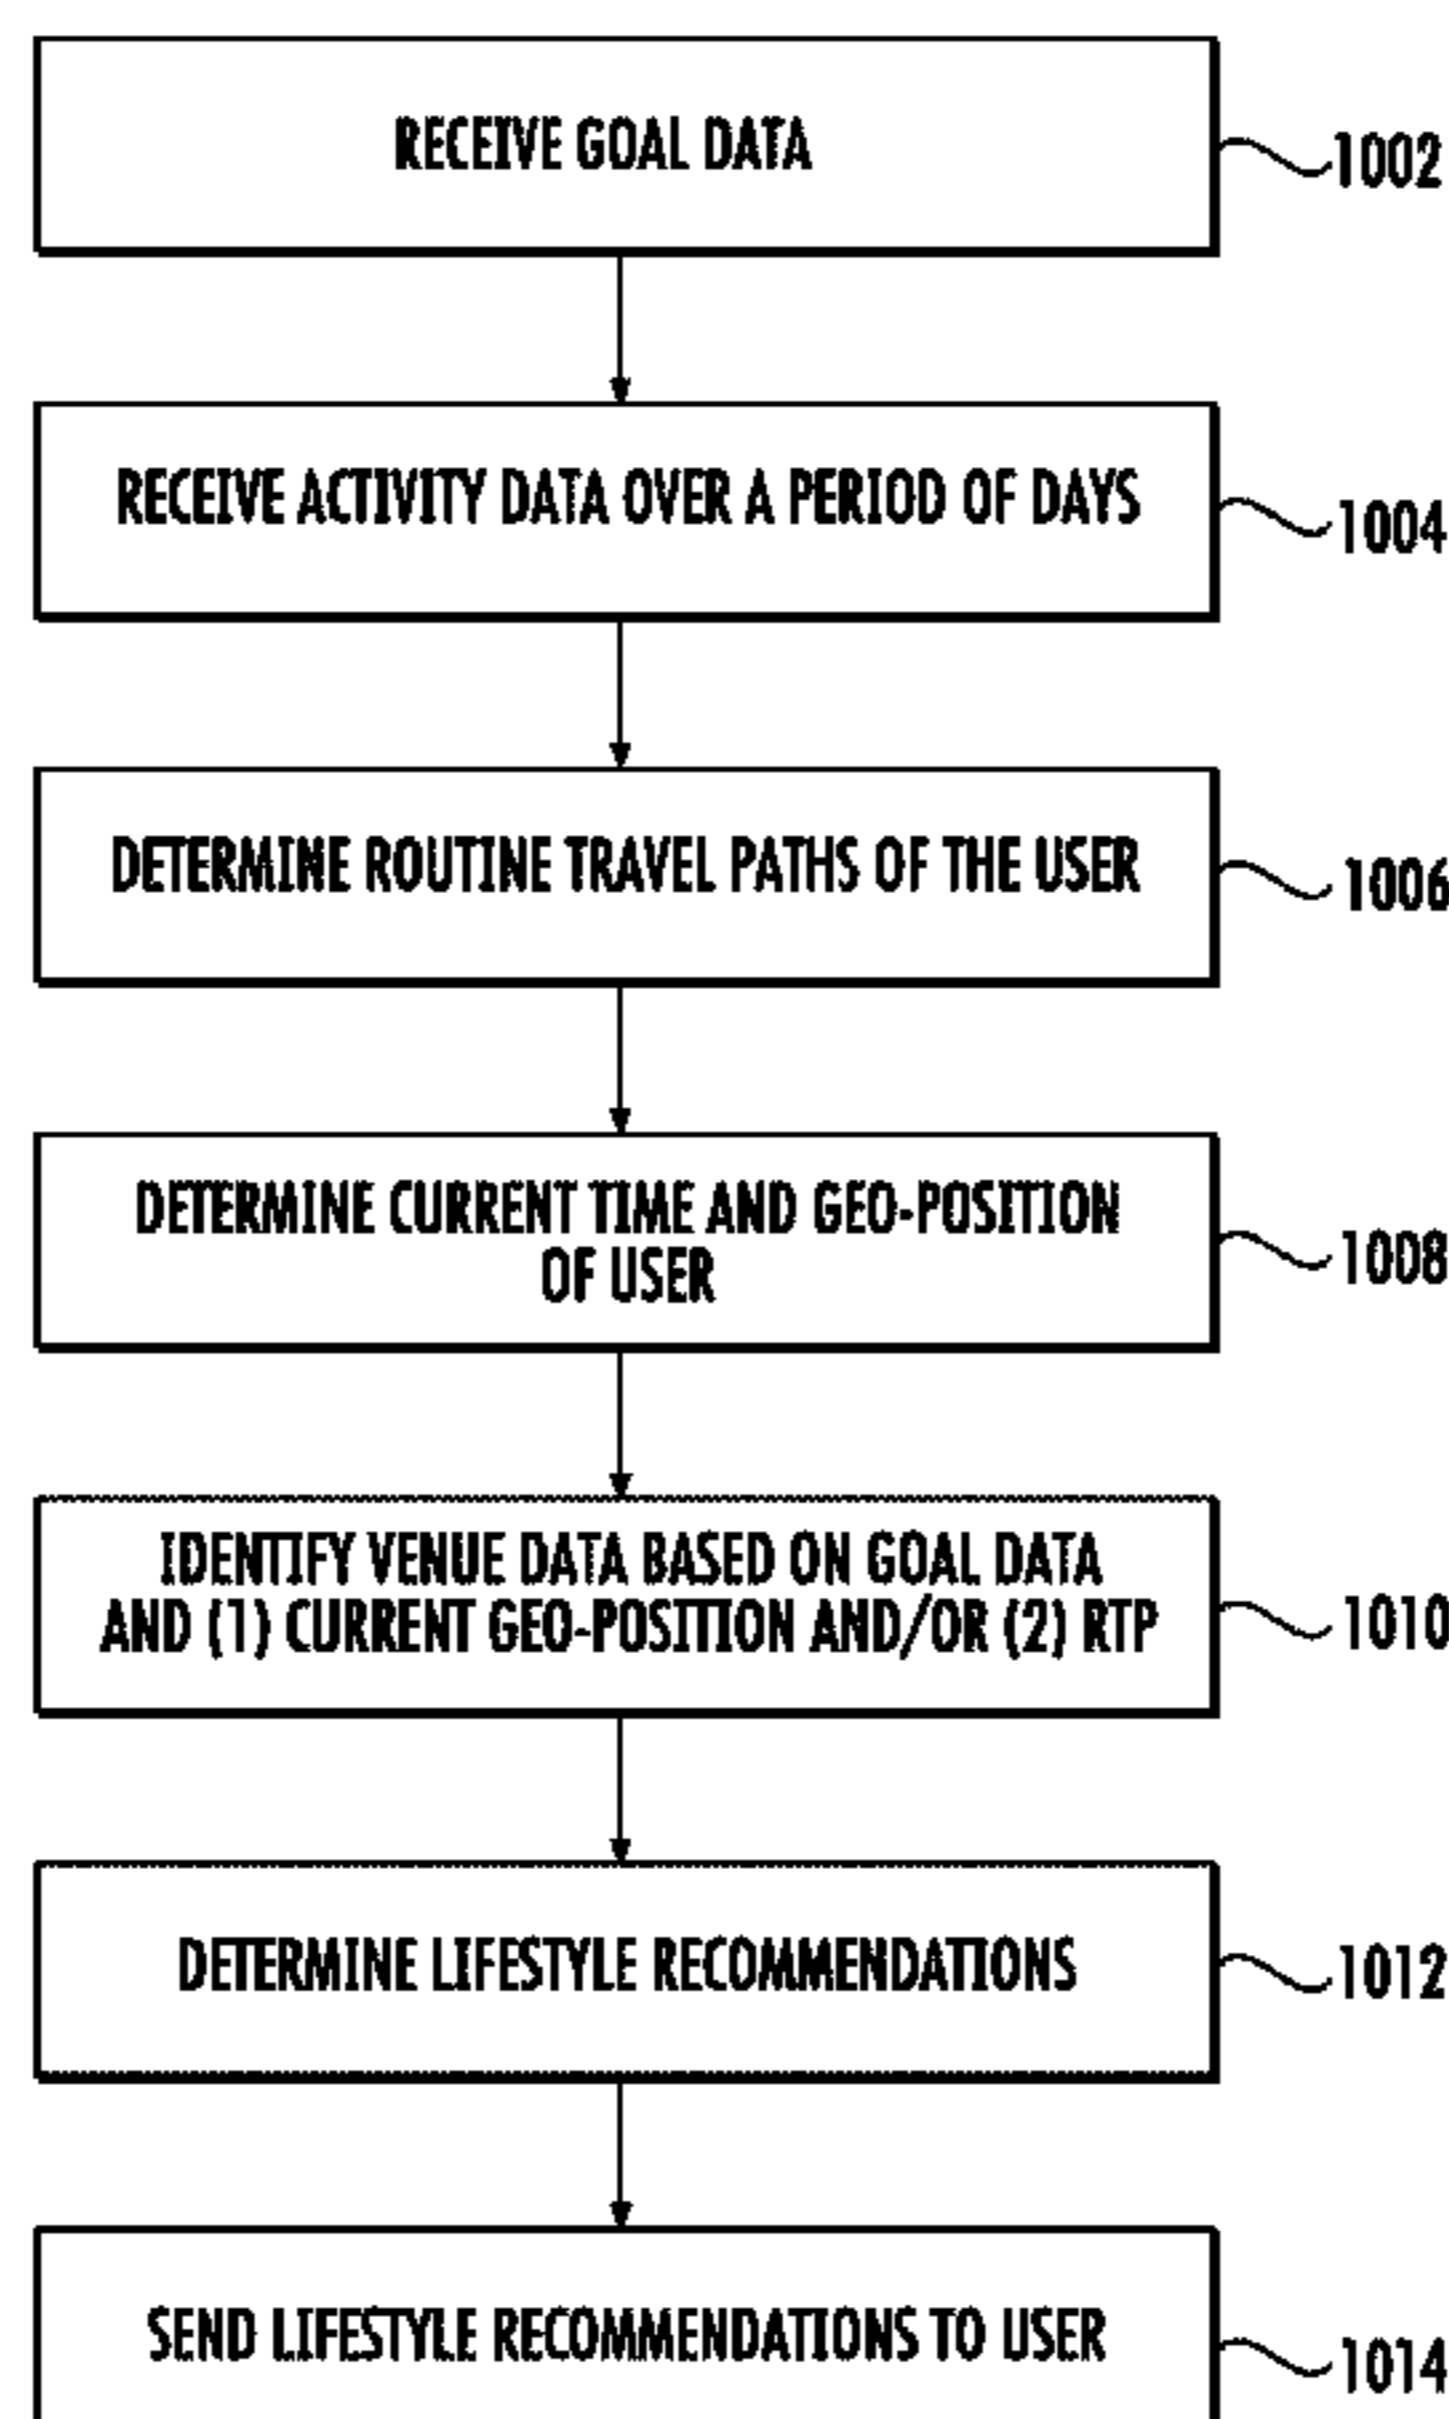 RECEIVE GOAL DATA
1002
RECEIVE ACTIVITY DATA OVER A PERIOD OF DAYS
1004
DETERMINE ROUTINE TRAVEL PATHS OF THE USER
1006
DETERMINE CURRENT TIME AND GEO-POSITION
OF USER
1008
IDENTIFY VENUE DATA BASED ON GOAL DATA
AND (1) CURRENT GEO-POSITION AND/OR (2) RTP
1010
DETERMINE LIFESTYLE RECOMMENDATIONS
1012
SEND LIFESTYLE RECOMMENDATIONS TO USER
1014